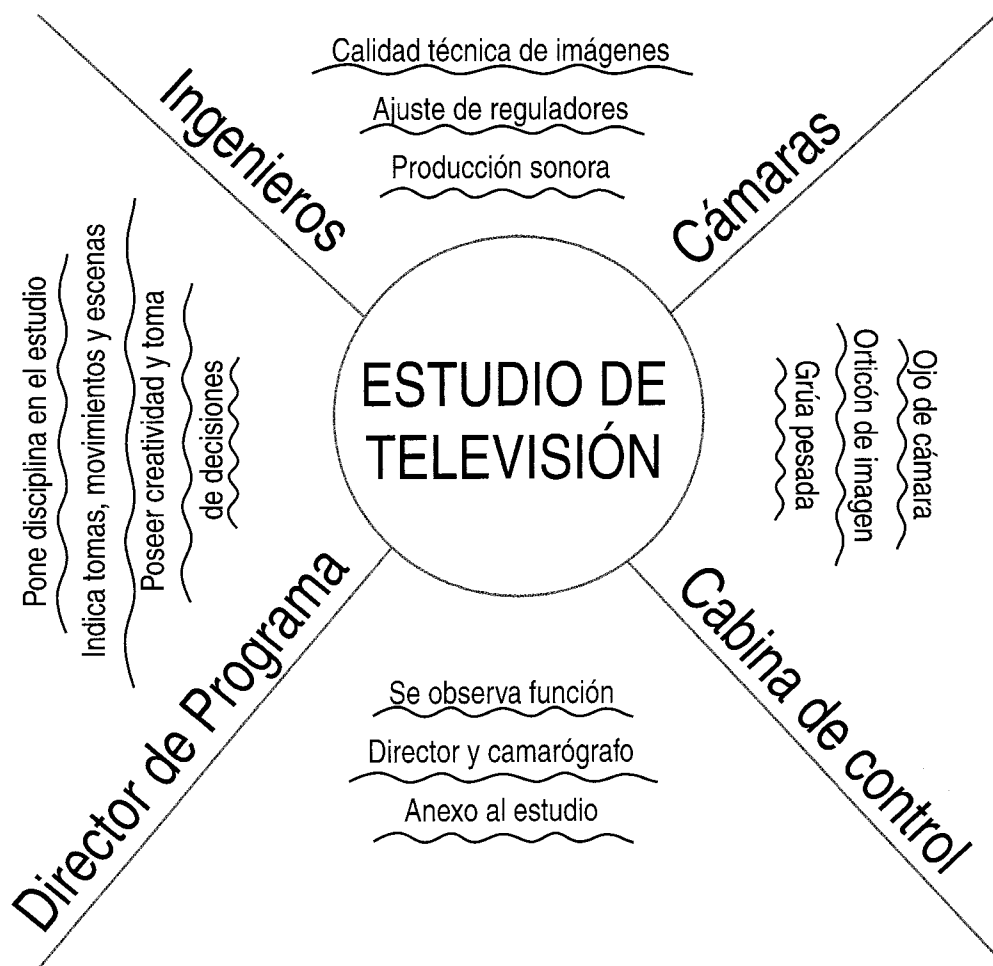 ESTUDIO DE
TELEVISIÓN
Ingenieros
Calidad técnica de imágenes
Ajuste de reguladores
Producción sonora
Cámaras
Ojo de cámara
Orticón de imagen
Grúa pesada
Cabina de control
Se observa función
Director y camarógrafo
Anexo al estudio
Director de Programa
Pone disciplina en el estudio
Indica tomas, movimientos y escenas
Poseer creatividad y toma
de decisiones